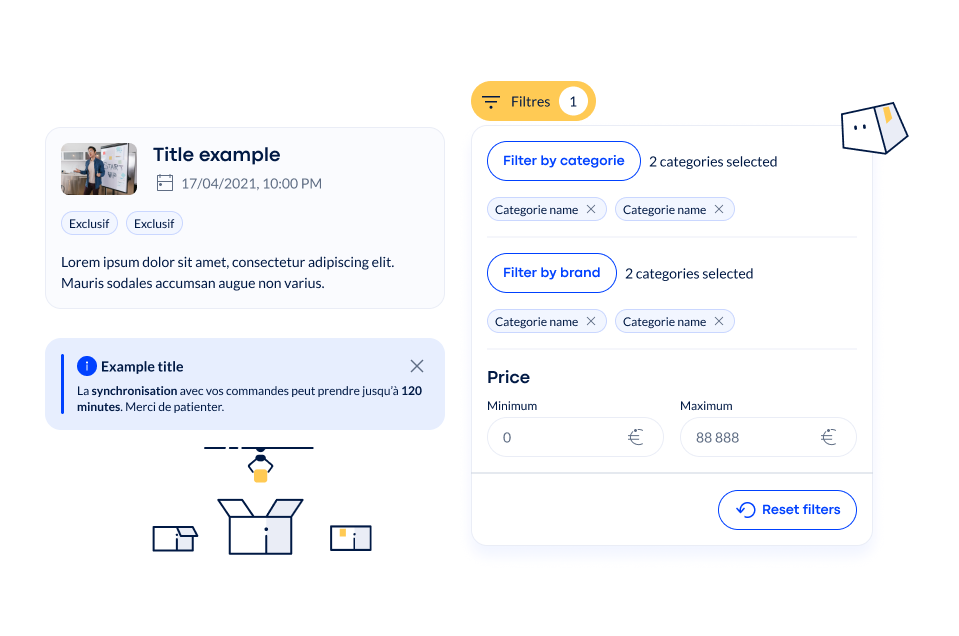 Title example
17/04/2021, 10:00 PM
Exclusif Exclusif
Lorem ipsum dolor sit amet, consectetur adipiscing elit.
Mauris sodales accumsan augue non varius.
Example title
La synchronisation avec vos commandes peut prendre jusqu'à 120
minutes. Merci de patienter.
Filtres 1
Filter by categorie 2 categories selected
Categorie name Categorie name
Filter by brand 2 categories selected
Categorie name Categorie name
Price
Minimum Maximum
0 € 88 888 €
Reset filters